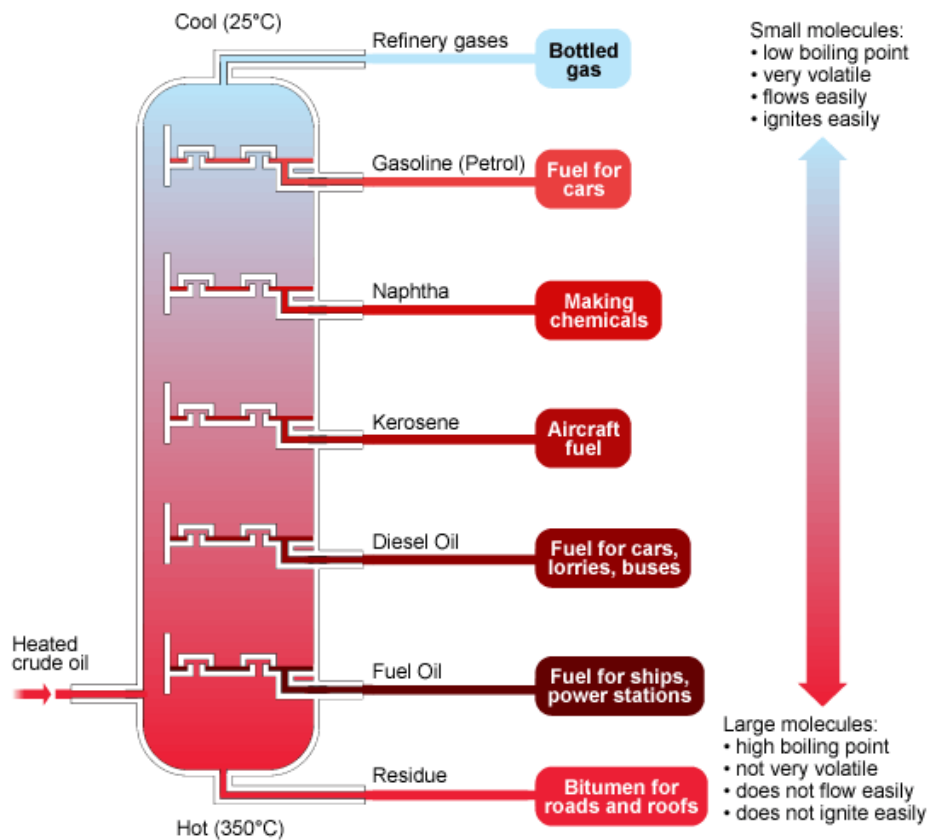 Cool (25°C)
Refinery gases
Bottled
gas
Small molecules:
• low boiling point
• very volatile
• flows easily
• ignites easily
Gasoline (Petrol)
Fuel for
cars
Naphtha
Making
chemicals
Kerosene
Aircraft
fuel
Diesel Oil
Fuel for cars,
lorries, buses
Heated
crude oil
Fuel Oil
Fuel for ships,
power stations
Large molecules:
• high boiling point
• not very volatile
• does not flow easily
• does not ignite easily
Residue
Bitumen for
roads and roofs
Hot (350°C)